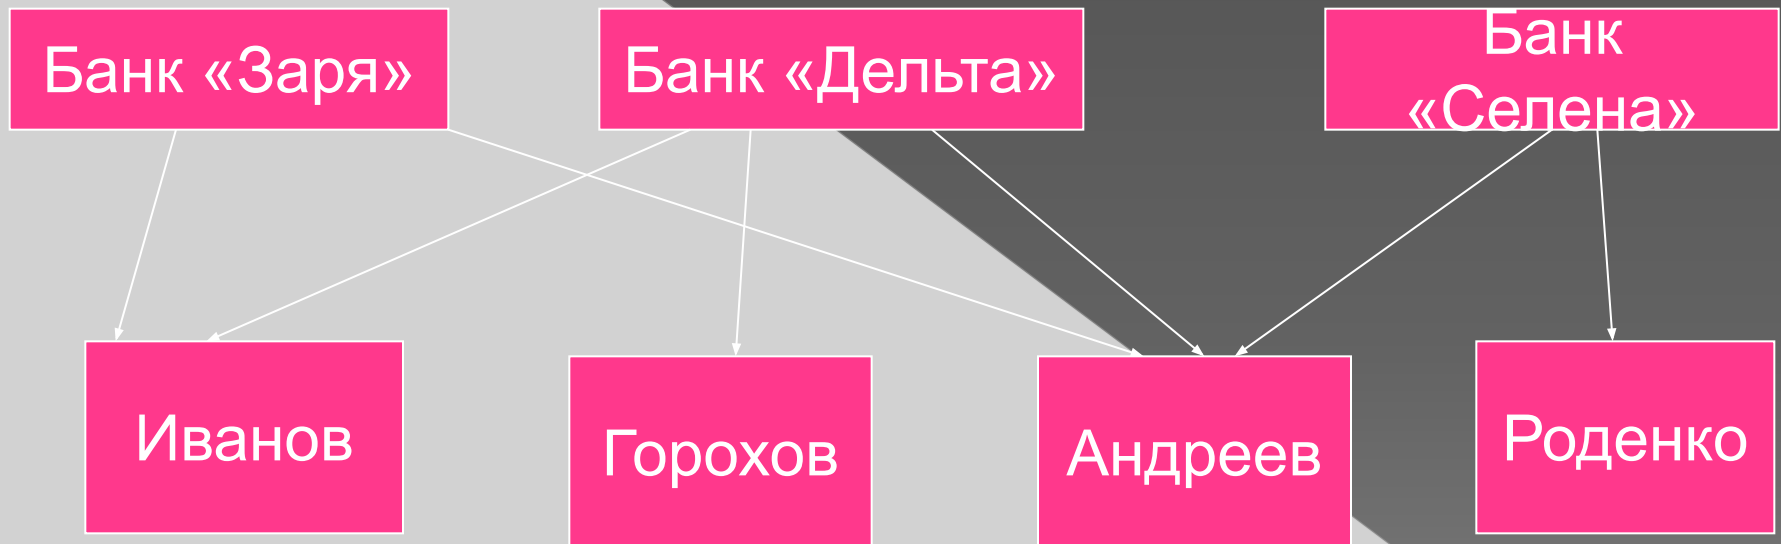 Банк «Заря»
Банк «Дельта»
Банк
«Селена»
Иванов
Горохов
Андреев
Роденко